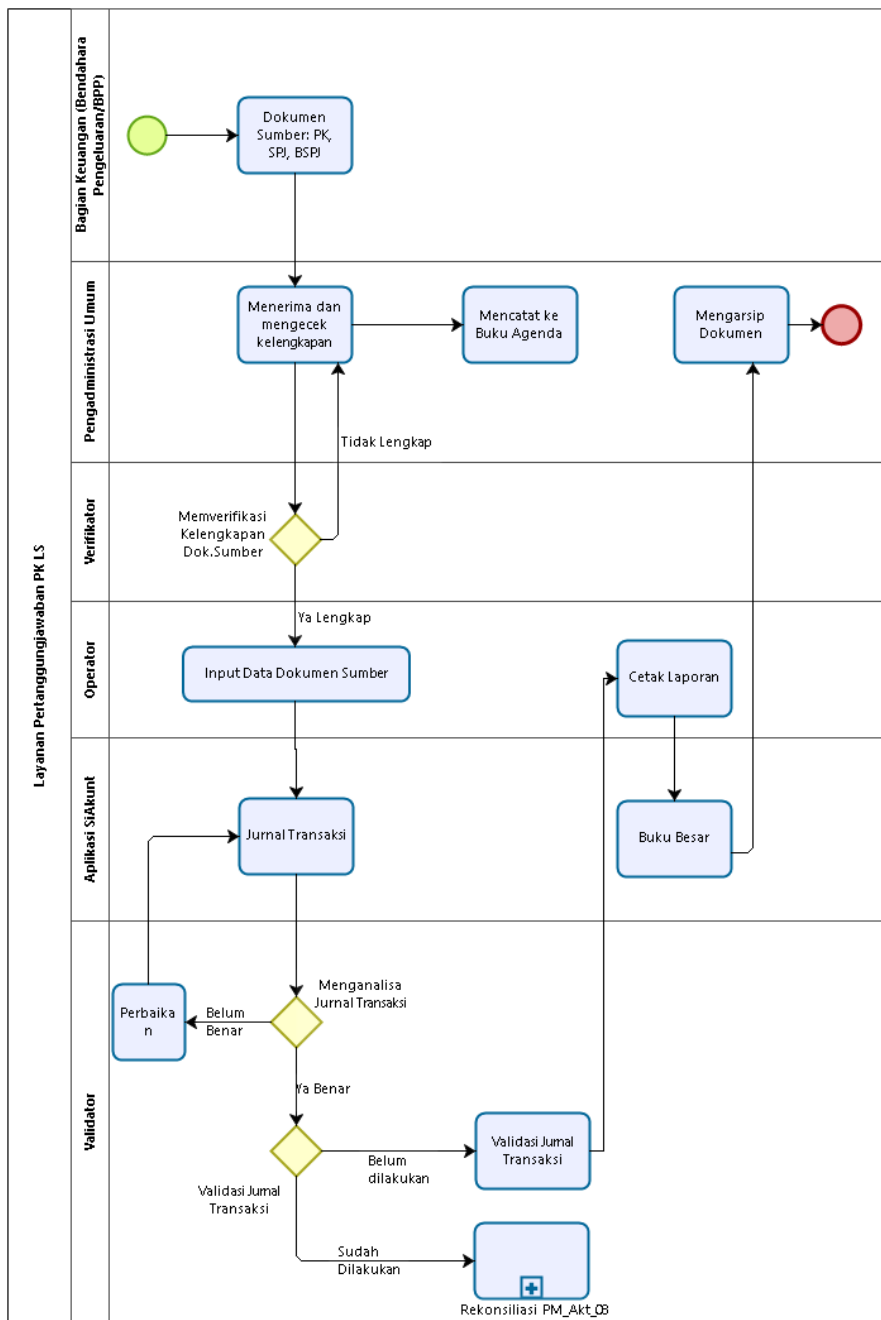 Layanan Pertanggungjawaban PK LS
Bagian Keuangan (Bendahara
Pengeluaran/BPP)
Dokumen
Sumber: PK,
SPJ, BSPJ
Pengadministrasi Umum
Menerima dan
mengecek
kelengkapan
Mencatat ke
Buku Agenda
Mengarsip
Dokumen
Tidak Lengkap
Verifikator
Memverifikasi
Kelengkapan
Dok.Sumber
Ya Lengkap
Operator
Input Data Dokumen Sumber
Cetak Laporan
Aplikasi SiAkunt
Jurnal Transaksi
Buku Besar
Validator
Menganalisa
Jurnal Transaksi
Perbaika
n
Belum
Benar
Ya Benar
Validasi Jurnal
Transaksi
Belum
dilakukan
Validasi Jurnal
Transaksi
Sudah
Dilakukan
Rekonsiliasi PM_Akt_03